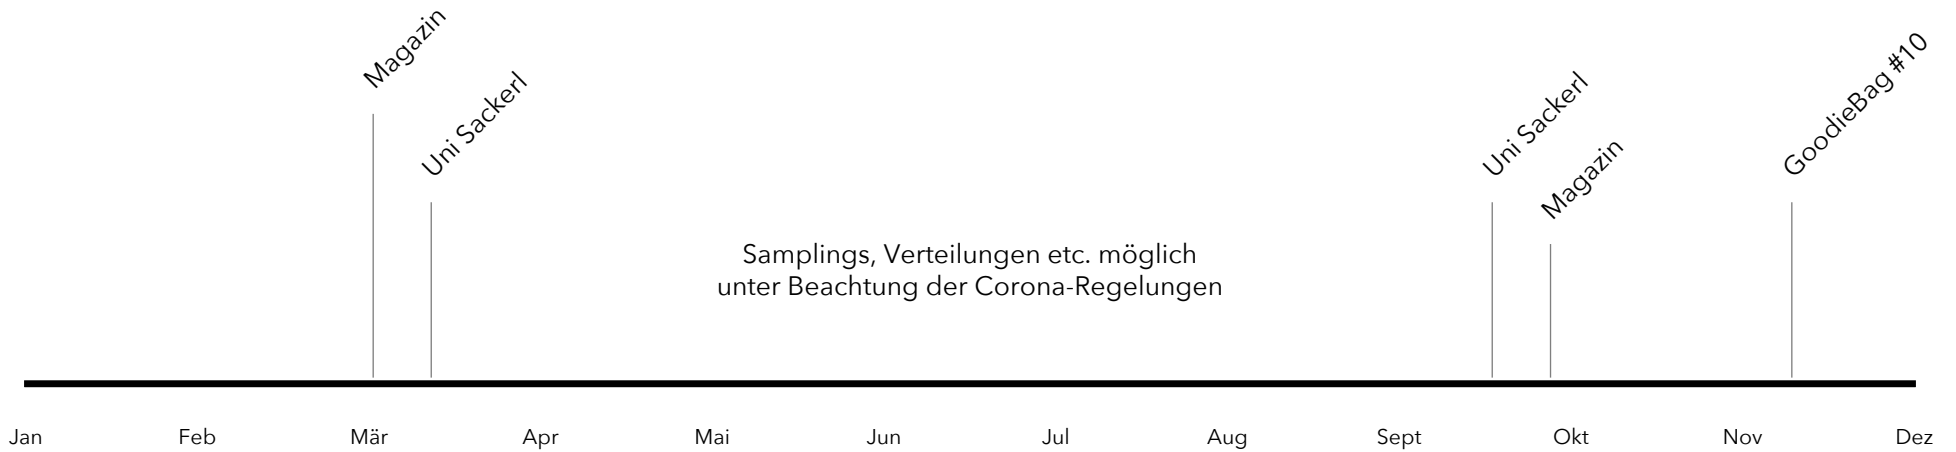 Magazin
Uni Sackerl
Uni Sackerl
Magazin
GoodieBag #10
Samplings, Verteilungen etc. möglich
unter Beachtung der Corona-Regelungen
Jan Feb Mär Apr Mai Jun Jul Aug Sept Okt Nov Dez